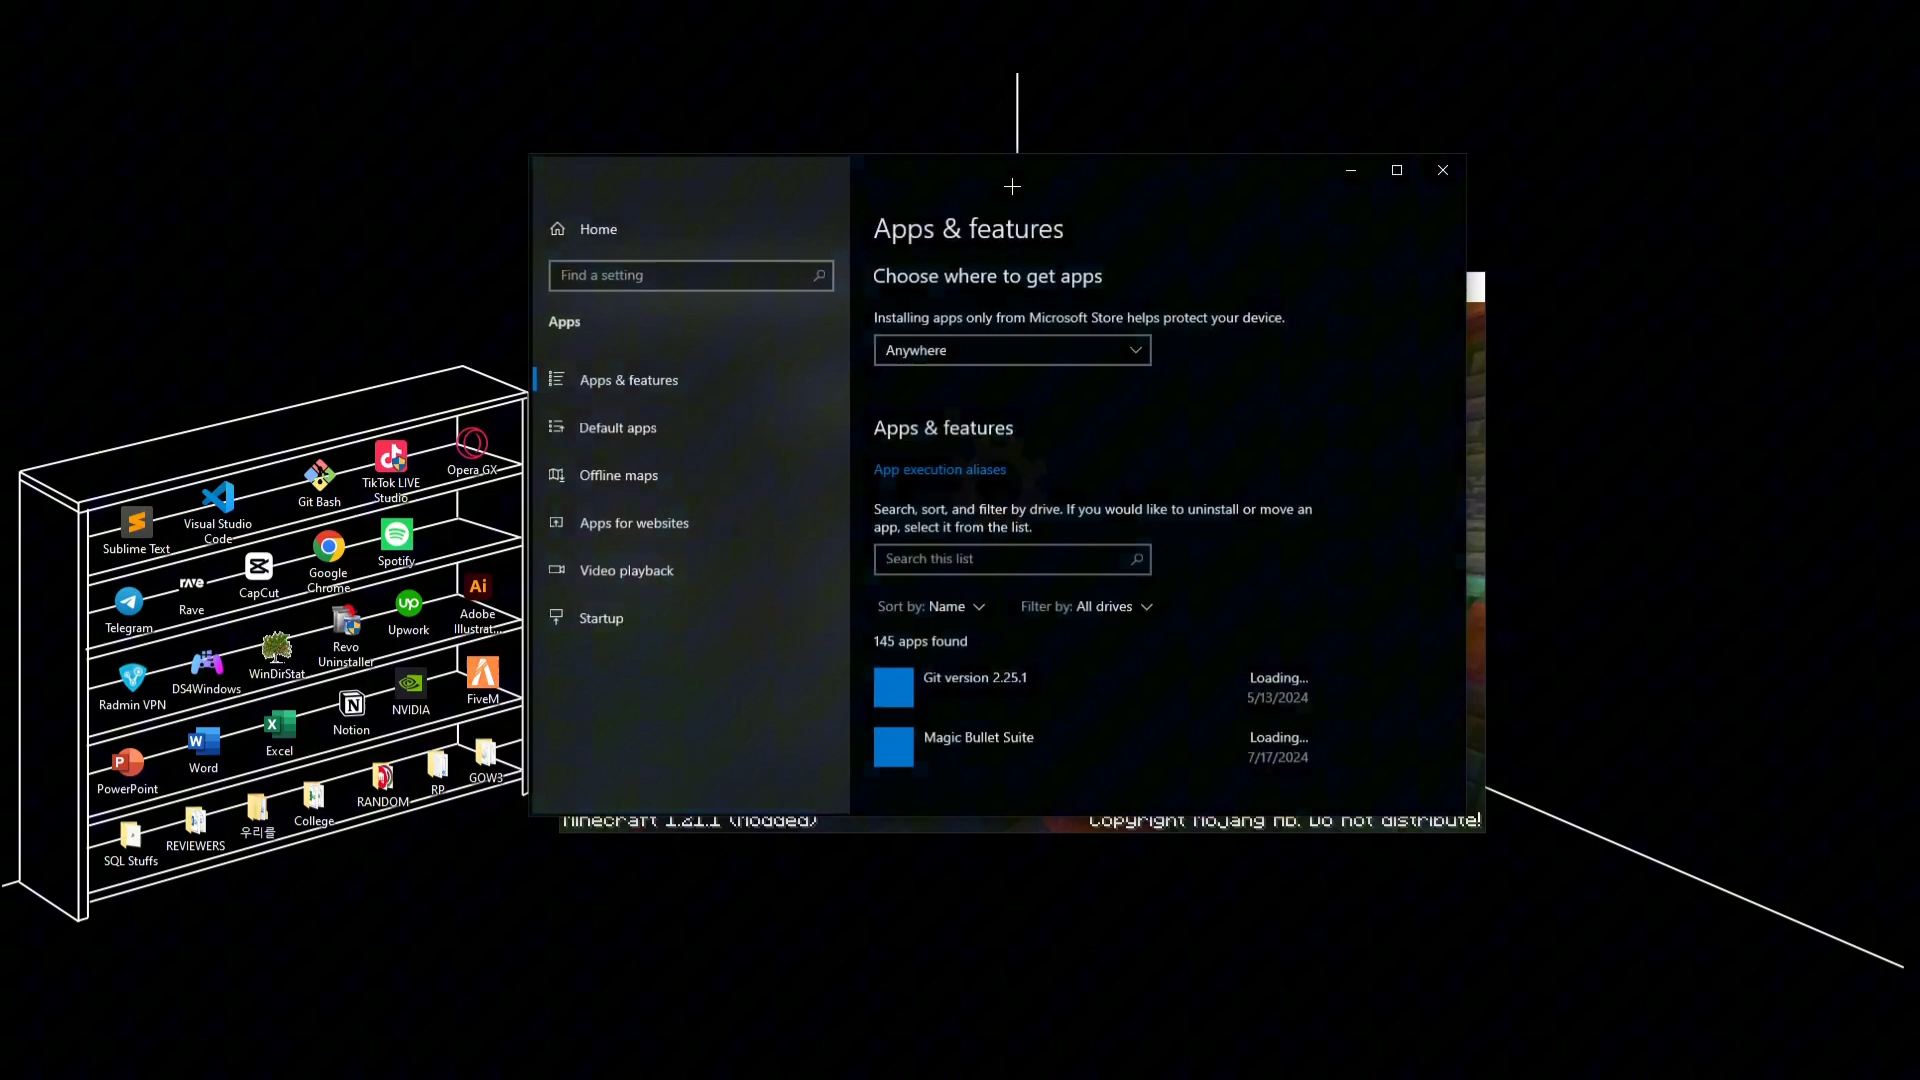 Home
Find a setting
Apps
Apps & features
Default apps
Offline maps
Apps for websites
Video playback
Startup
Apps & features
Choose where to get apps
Installing apps only from Microsoft Store helps protect your device.
Anywhere
Apps & features
App execution aliases
Search, sort, and filter by drive. If you would like to uninstall or move an
app, select it from the list.
Search this list
Sort by: Name
Filter by: All drives
145 apps found
Git version 2.25.1
Loading...
5/13/2024
Magic Bullet Suite
Loading...
7/17/2024
Minecraft 1.21.1 (Modded)
Copyright Mojang AB. Do not distribute!
Sublime Text
Visual Studio
Code
Git Bash
TikTok LIVE
Studio
Opera GX
Telegram
rave
Rave
CapCut
Google
Chrome
Spotify
Radmin VPN
DS4Windows
WinDirStat
Revo
Uninstaller
up
Upwork
Ai
Adobe
Illustrat...
P
PowerPoint
W
Word
X
Excel
N
Notion
NVIDIA
FiveM
SQL Stuffs
REVIEWERS
우리를
College
RANDOM
RP
GOW3